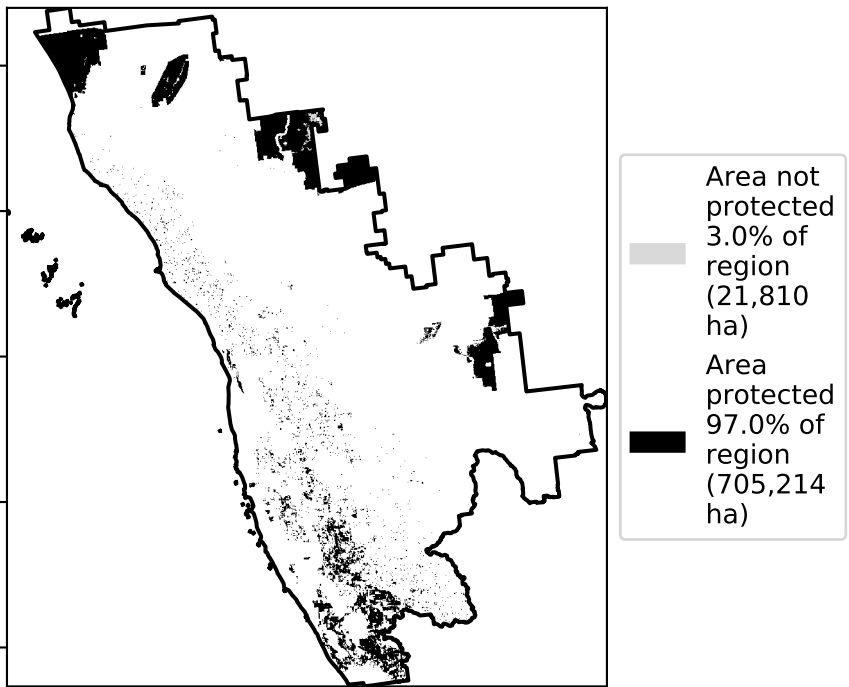 Area not
protected
3.0% of
region
(21,810
ha)
Area
protected
97.0% of
region
(705,214
ha)